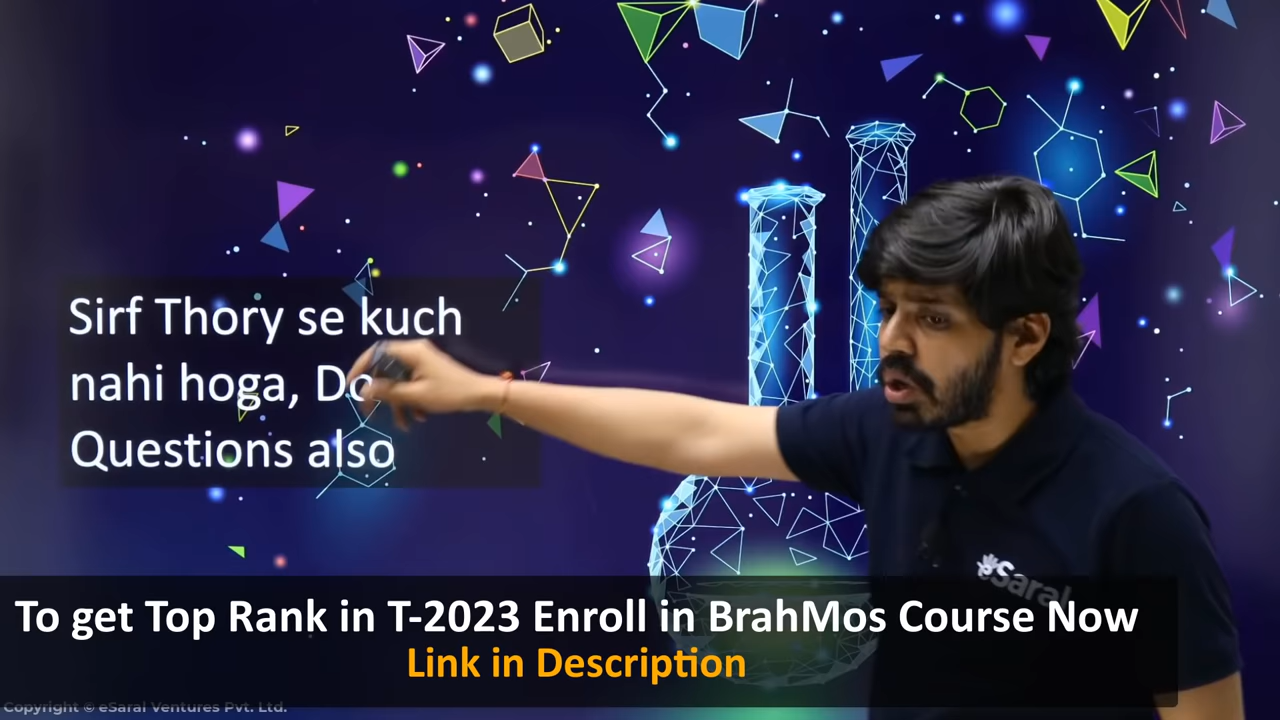 Sirf Thory se kuch
nahi hoga, Do
Questions also
eSaral
To get Top Rank in T-2023 Enroll in BrahMos Course Now
Link in Description
Copyright © eSaral Ventures Pvt. Ltd.